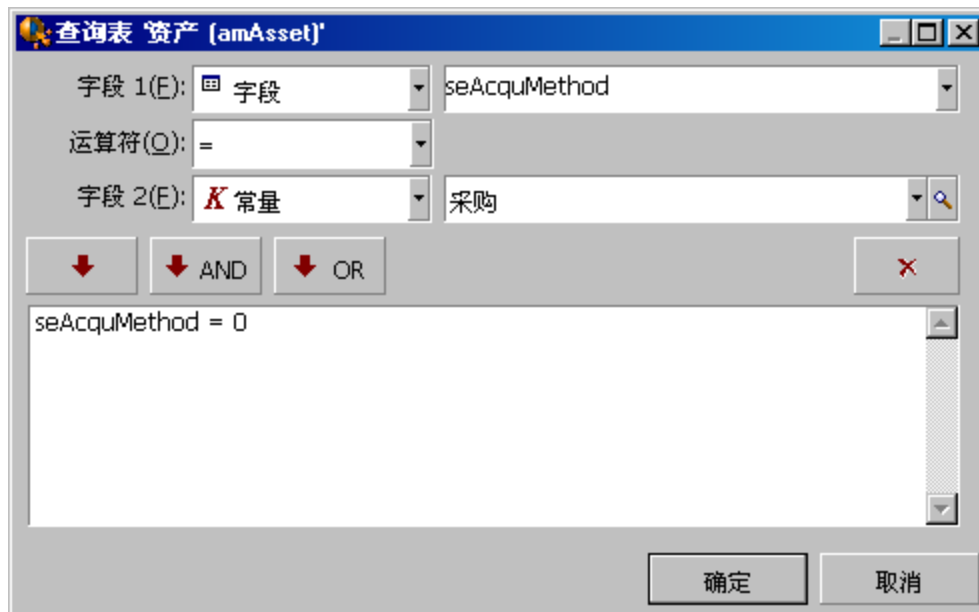 查询表 '资产 (amAsset)'
字段 1(F): 字段 seAcquMethod
运算符(O): =
字段 2(F): K 常量 采购
AND OR
seAcquMethod = 0
确定 取消